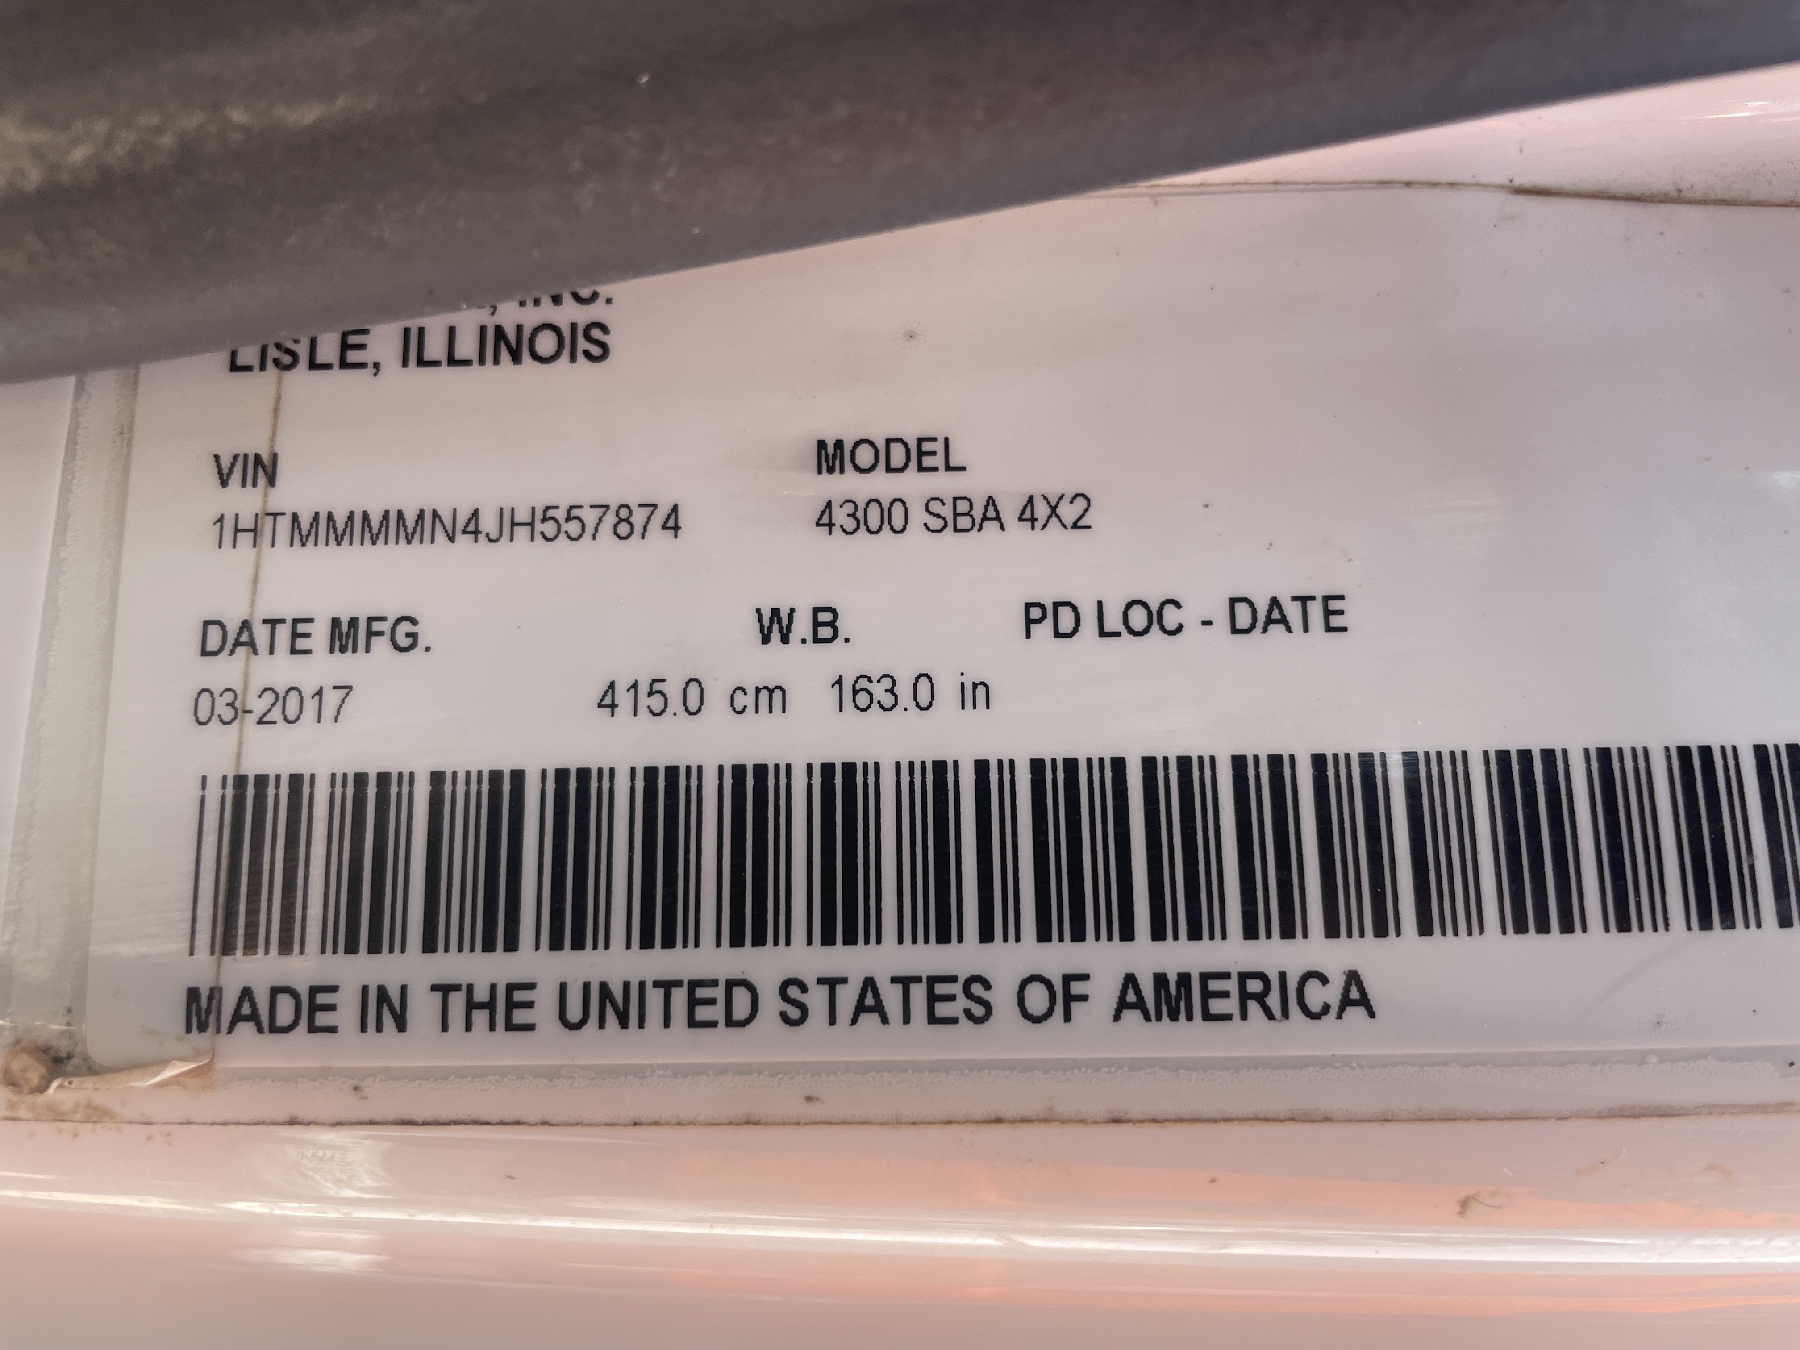 INC.
LISLE, ILLINOIS
VIN MODEL
1HTMMMMN4JH557874 4300 SBA 4X2
DATE MFG. W.B. PD LOC - DATE
03-2017 415.0 cm 163.0 in
MADE IN THE UNITED STATES OF AMERICA